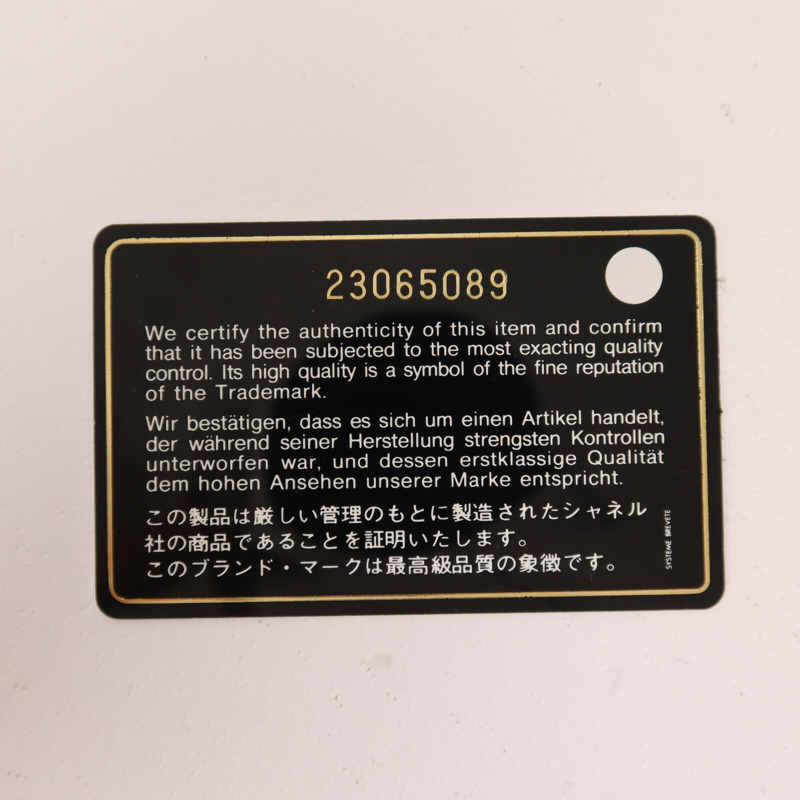 23065089
We certify the authenticity of this item and confirm
that it has been subjected to the most exacting quality
control. Its high quality is a symbol of the fine reputation
of the Trademark.
Wir bestätigen, dass es sich um einen Artikel handelt,
der während seiner Herstellung strengsten Kontrollen
unterworfen war, und dessen erstklassige Qualität
dem hohen Ansehen unserer Marke entspricht.
この製品は厳しい管理のもとに製造されたシャネル
社の商品であることを証明いたします。
このブランド・マークは最高級品質の象徴です。
SYSTEME BREVETE